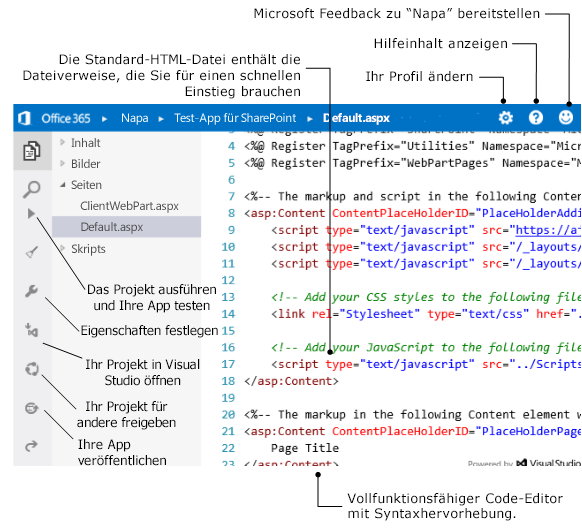 Microsoft Feedback zu “Napa” bereitstellen
Hilfeinhalt anzeigen
Die Standard-HTML-Datei enthält die
Dateiverweise, die Sie für einen schnellen
Einstieg brauchen
Ihr Profil ändern
Office 365 ▸ Napa ▸ Test-App für SharePoint ▸ Default.aspx
Inhalt
Bilder
Seiten
ClientWebPart.aspx
Default.aspx
Skripts
Das Projekt ausführen
und Ihre App testen
Eigenschaften festlegen
Ihr Projekt in Visual
Studio öffnen
Ihr Projekt für
andere freigeben
Ihre App
veröffentlichen
3 <%@ Register TagPrefix="SharePoint" Namespace="Micr
4 <%@ Register TagPrefix="Utilities" Namespace="Micr
5 <%@ Register TagPrefix="WebPartPages" Namespace="M
6
7 <%-- The markup and script in the following Conten
8 <asp:Content ContentPlaceHolderID="PlaceHolderAddi
9 <script type="text/javascript" src="https://aj
10 <script type="text/javascript" src="/_layouts/
11 <script type="text/javascript" src="/_layouts/
12
13 <!-- Add your CSS styles to the following file
14 <link rel="Stylesheet" type="text/css" href=".
15
16 <!-- Add your JavaScript to the following file
17 <script type="text/javascript" src="../Scripts
18 </asp:Content>
19
20 <%-- The markup in the following Content element w
21 <asp:Content ContentPlaceHolderID="PlaceHolderPage
22 Page Title
23 </asp:Content>
Powered by Visual Studio
Vollfunktionsfähiger Code-Editor
mit Syntaxhervorhebung.